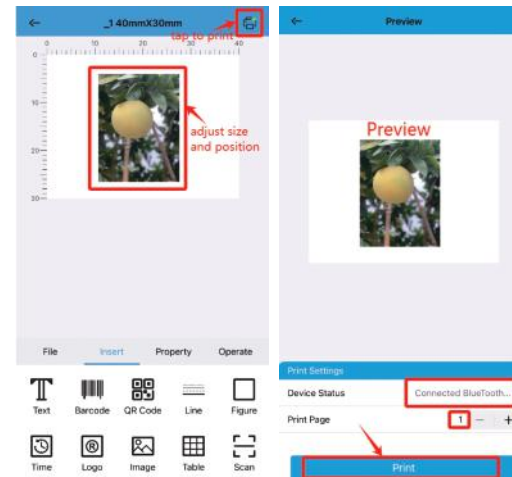 _1 40mmX30mm
tap to print
0 10 20 30 40
10
20
30
adjust size
and position
File Insert Property Operate
Text Barcode QR Code Line Figure
Time Logo Image Table Scan
Preview
Preview
Print Settings
Device Status Connected BlueTooth...
Print Page 1 - +
Print